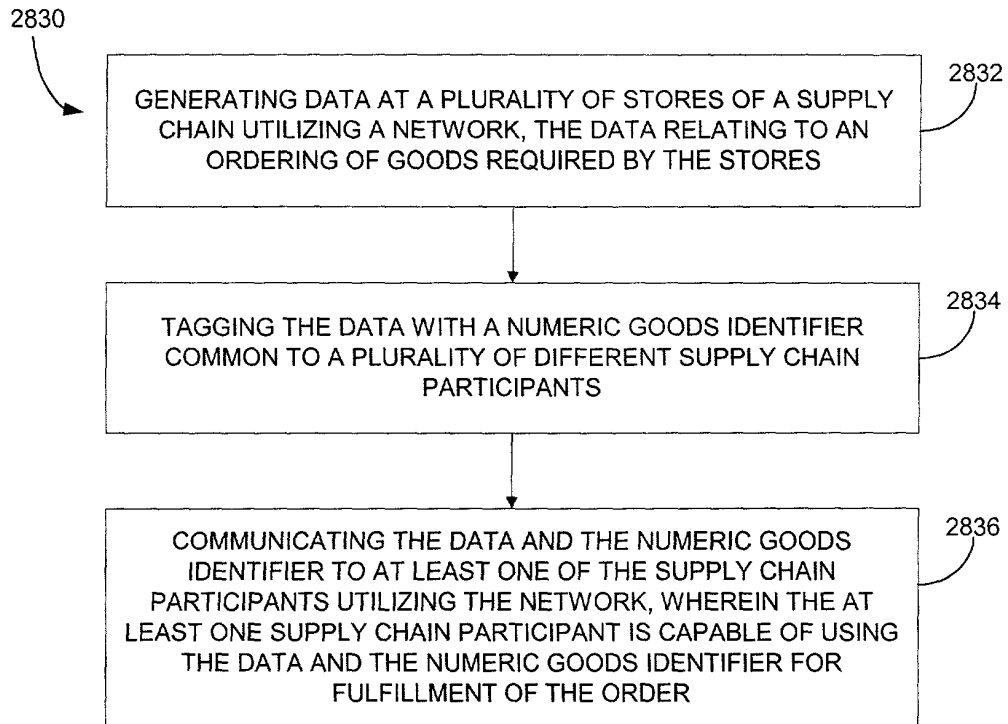 2830
2832
GENERATING DATA AT A PLURALITY OF STORES OF A SUPPLY
CHAIN UTILIZING A NETWORK, THE DATA RELATING TO AN
ORDERING OF GOODS REQUIRED BY THE STORES
2834
TAGGING THE DATA WITH A NUMERIC GOODS IDENTIFIER
COMMON TO A PLURALITY OF DIFFERENT SUPPLY CHAIN
PARTICIPANTS
2836
COMMUNICATING THE DATA AND THE NUMERIC GOODS
IDENTIFIER TO AT LEAST ONE OF THE SUPPLY CHAIN
PARTICIPANTS UTILIZING THE NETWORK, WHEREIN THE AT
LEAST ONE SUPPLY CHAIN PARTICIPANT IS CAPABLE OF USING
THE DATA AND THE NUMERIC GOODS IDENTIFIER FOR
FULFILLMENT OF THE ORDER